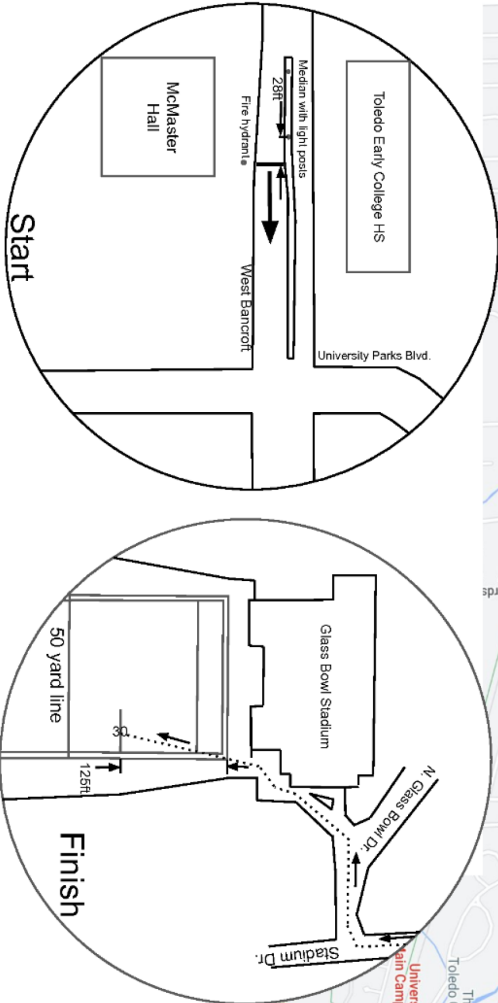 Toledo Early College HS
Median with light posts
28ft
Fire hydrant
McMaster
Hall
Start
West Bancroft
University Parks Blvd.
Glass Bowl Stadium
N. Glass Bowl Dr.
50 yard line
30
125ft
Finish
Stadium Dr.
Toledo